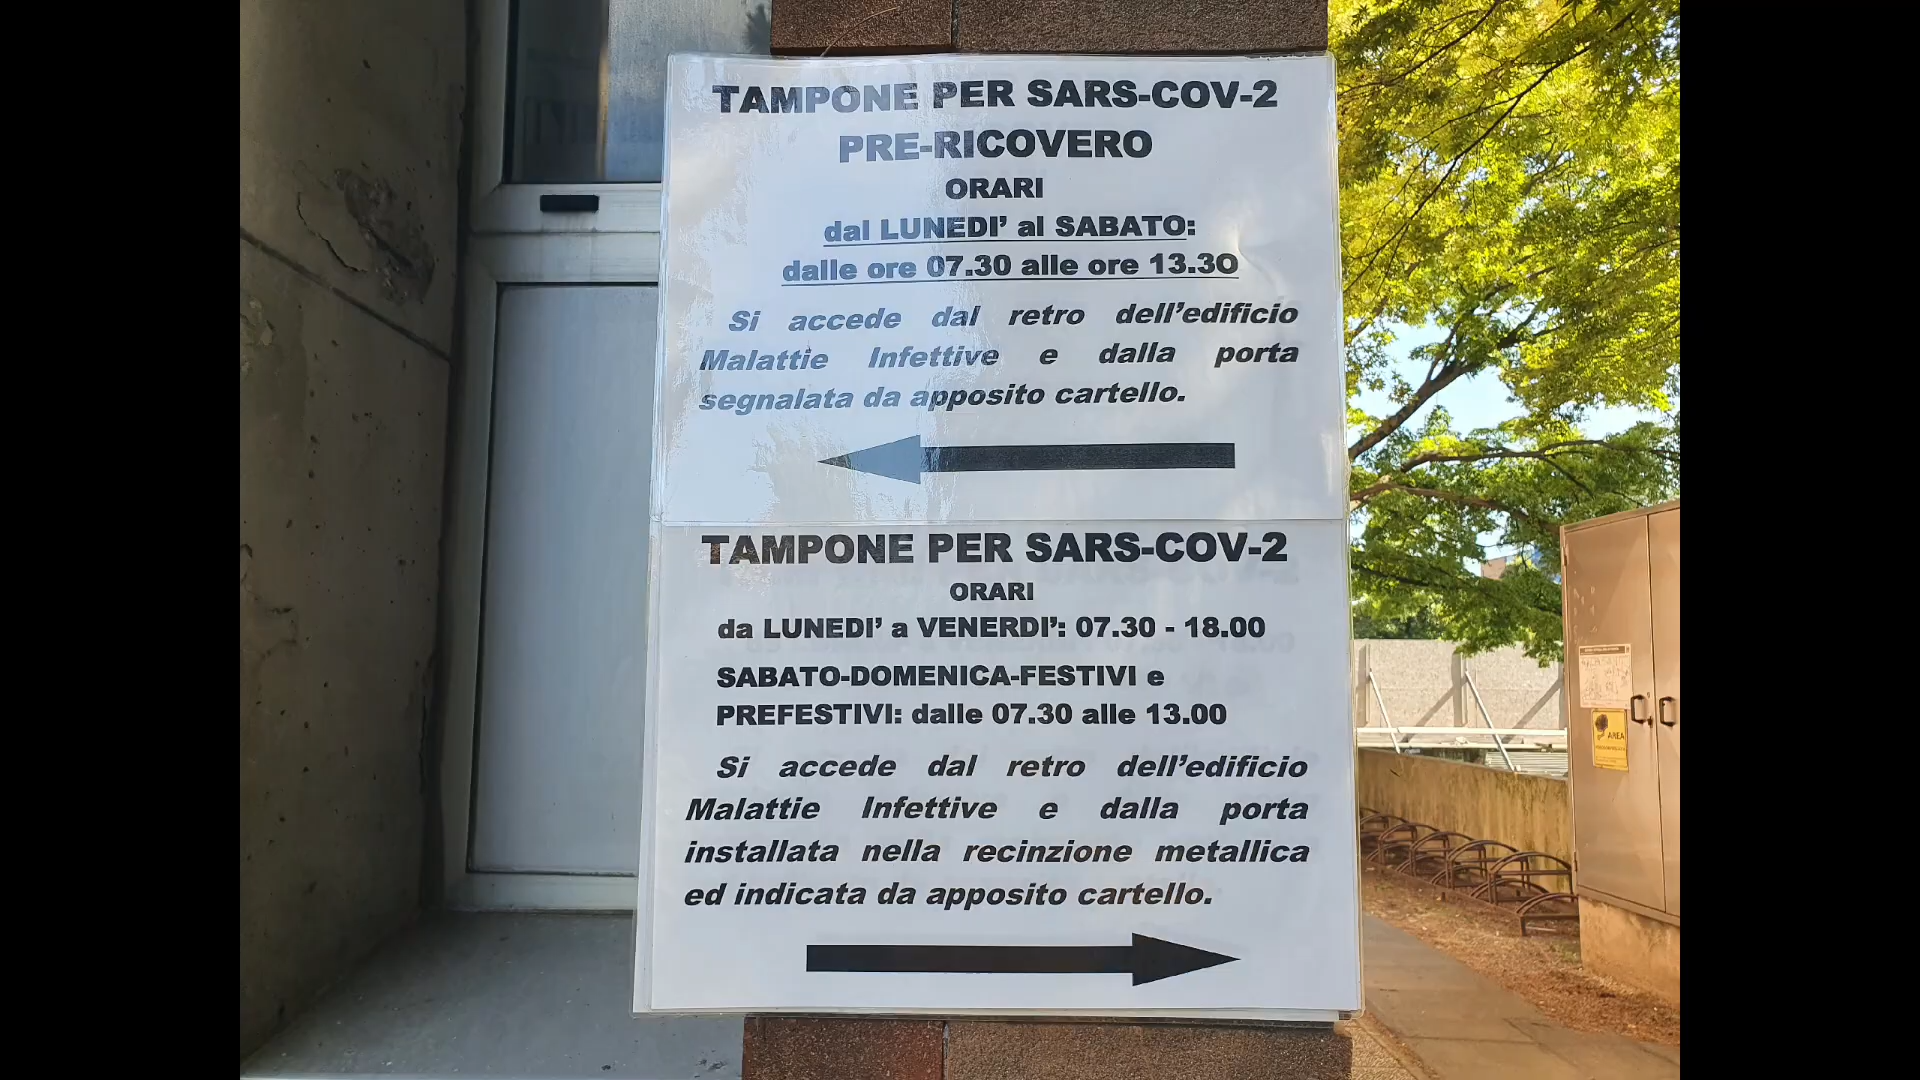 TAMPONE PER SARS-COV-2
PRE-RICOVERO
ORARI
dal LUNEDI’ al SABATO:
dalle ore 07.30 alle ore 13.30
Si accede dal retro dell’edificio
Malattie Infettive e dalla porta
segnalata da apposito cartello.
TAMPONE PER SARS-COV-2
ORARI
da LUNEDI’ a VENERDI’: 07.30 - 18.00
SABATO-DOMENICA-FESTIVI e
PREFESTIVI: dalle 07.30 alle 13.00
Si accede dal retro dell’edificio
Malattie Infettive e dalla porta
installata nella recinzione metallica
ed indicata da apposito cartello.
AREA